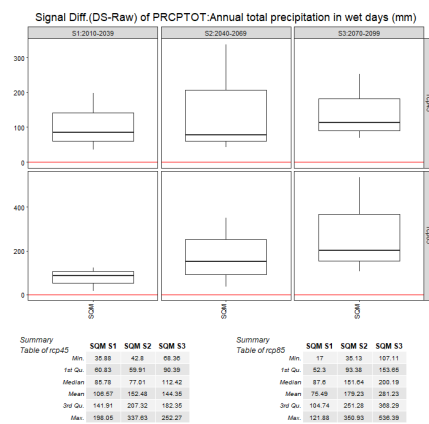 Signal Diff.(DS-Raw) of PRCPTOT:Annual total precipitation in wet days (mm)
S1:2010-2039 S2:2040-2069 S3:2070-2099
300
200
100
0
400
200
0
SQM SQM SQM
Summary
Table of rcp45 SQM S1 SQM S2 SQM S3
Min. 35.88 42.8 68.36
1st Qu. 60.83 59.91 90.39
Median 85.78 77.01 112.42
Mean 106.57 152.48 144.35
3rd Qu. 141.91 207.32 182.35
Max. 198.05 337.63 252.27
Summary
Table of rcp85 SQM S1 SQM S2 SQM S3
Min. 17 35.13 107.11
1st Qu. 52.3 93.38 153.65
Median 87.6 151.64 200.19
Mean 75.49 179.23 281.23
3rd Qu. 104.74 251.28 368.29
Max. 121.88 350.93 536.39